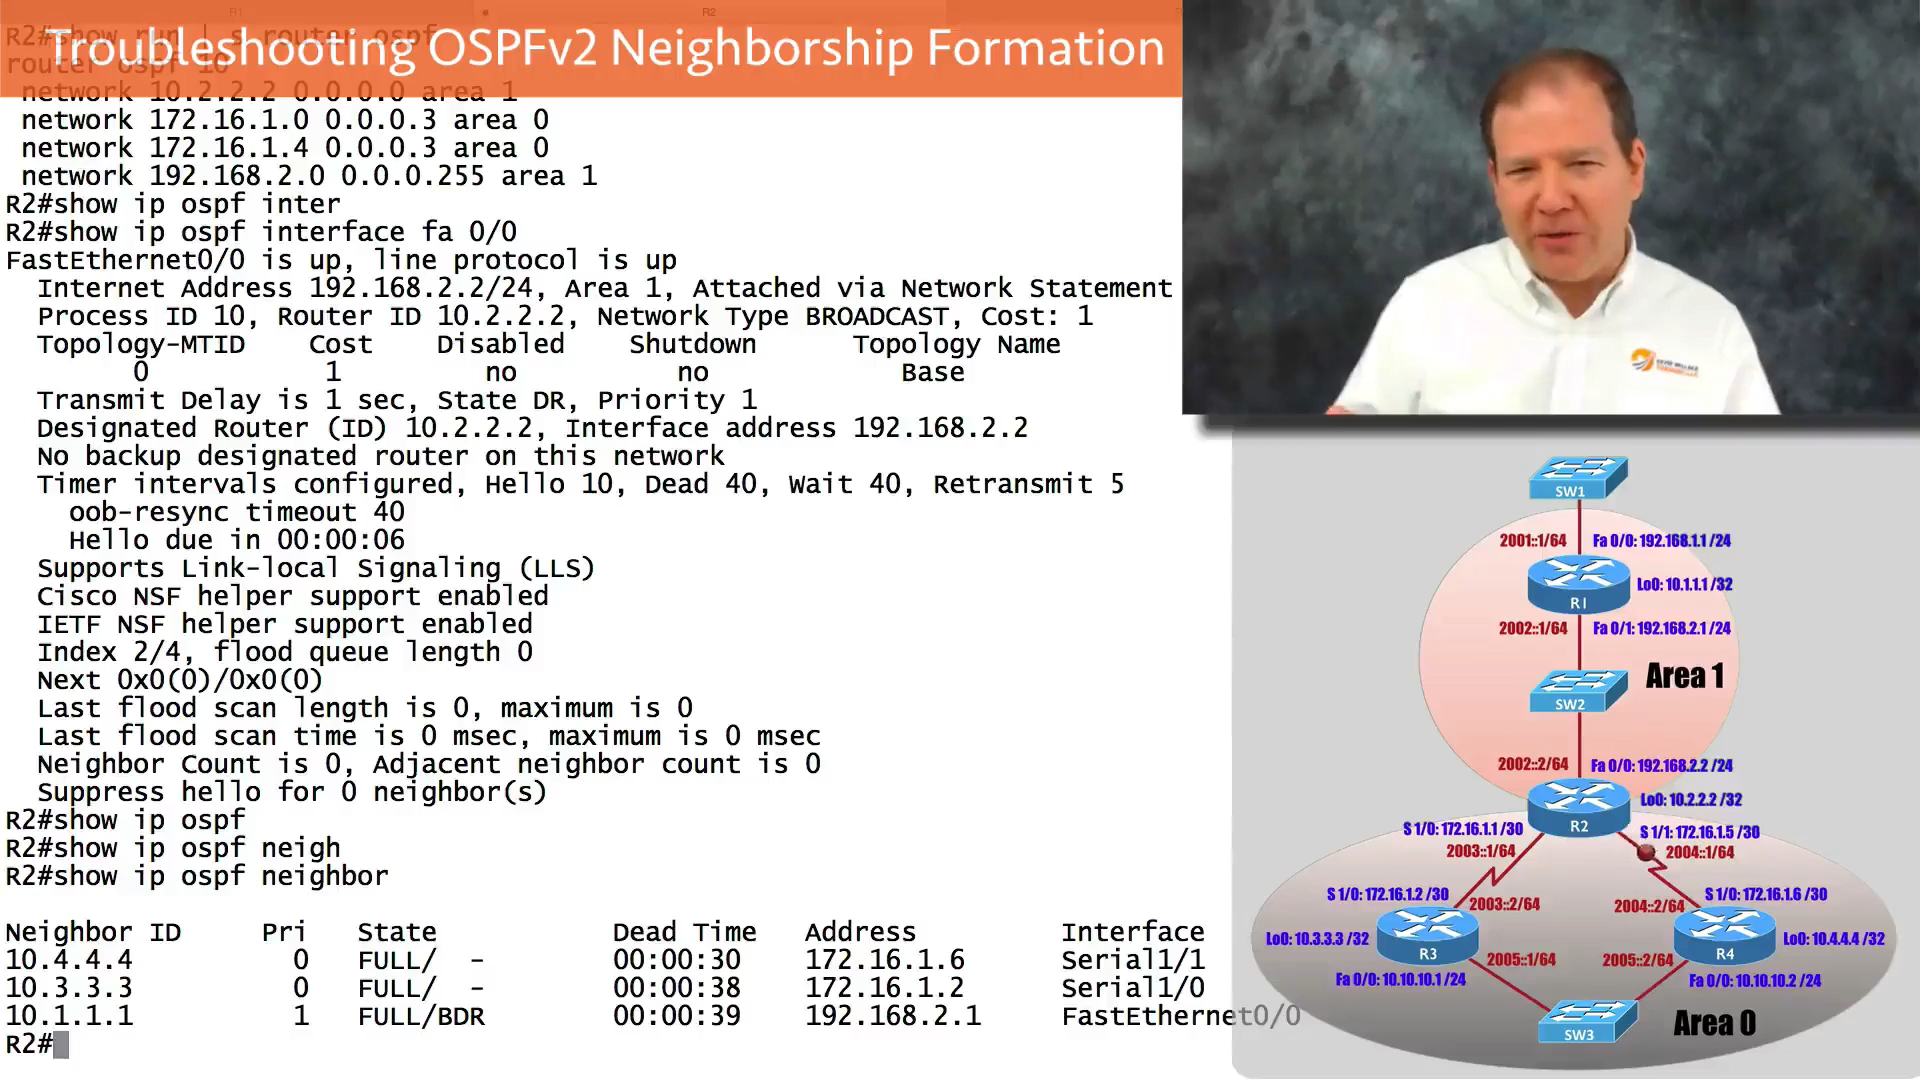 R1
R2
Troubleshooting OSPFv2 Neighborship Formation
R2#show run | s router ospf
router ospf 10
network 10.2.2.2 0.0.0.0 area 1
network 172.16.1.0 0.0.0.3 area 0
network 172.16.1.4 0.0.0.3 area 0
network 192.168.2.0 0.0.0.255 area 1
R2#show ip ospf inter
R2#show ip ospf interface fa 0/0
FastEthernet0/0 is up, line protocol is up
Internet Address 192.168.2.2/24, Area 1, Attached via Network Statement
Process ID 10, Router ID 10.2.2.2, Network Type BROADCAST, Cost: 1
Topology-MTID Cost Disabled Shutdown Topology Name
0 1 no no Base
Transmit Delay is 1 sec, State DR, Priority 1
Designated Router (ID) 10.2.2.2, Interface address 192.168.2.2
No backup designated router on this network
Timer intervals configured, Hello 10, Dead 40, Wait 40, Retransmit 5
oob-resync timeout 40
Hello due in 00:00:06
Supports Link-local Signaling (LLS)
Cisco NSF helper support enabled
IETF NSF helper support enabled
Index 2/4, flood queue length 0
Next 0x0(0)/0x0(0)
Last flood scan length is 0, maximum is 0
Last flood scan time is 0 msec, maximum is 0 msec
Neighbor Count is 0, Adjacent neighbor count is 0
Suppress hello for 0 neighbor(s)
R2#show ip ospf
R2#show ip ospf neigh
R2#show ip ospf neighbor
Neighbor ID Pri State Dead Time Address Interface
10.4.4.4 0 FULL/ - 00:00:30 172.16.1.6 Serial1/1
10.3.3.3 0 FULL/ - 00:00:38 172.16.1.2 Serial1/0
10.1.1.1 1 FULL/BDR 00:00:39 192.168.2.1 FastEthernet0/0
R2#
SW1
2001::1/64 Fa 0/0: 192.168.1.1 /24
R1 Lo0: 10.1.1.1 /32
2002::1/64 Fa 0/1: 192.168.2.1 /24
Area 1
SW2
2002::2/64 Fa 0/0: 192.168.2.2 /24
Lo0: 10.2.2.2 /32
R2
S 1/0: 172.16.1.1 /30 S 1/1: 172.16.1.5 /30
2003::1/64 2004::1/64
S 1/0: 172.16.1.2 /30 S 1/0: 172.16.1.6 /30
2003::2/64 2004::2/64
Lo0: 10.3.3.3 /32 R3 R4 Lo0: 10.4.4.4 /32
2005::1/64 2005::2/64
Fa 0/0: 10.10.10.1 /24 Fa 0/0: 10.10.10.2 /24
SW3 Area 0